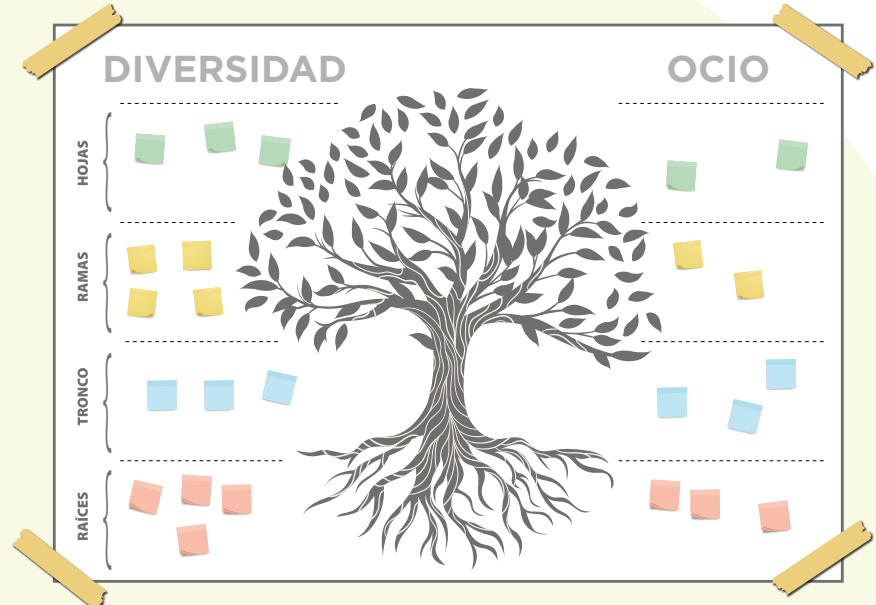 DIVERSIDAD
OCIO
HOJAS
RAMAS
TRONCO
RAÍCES